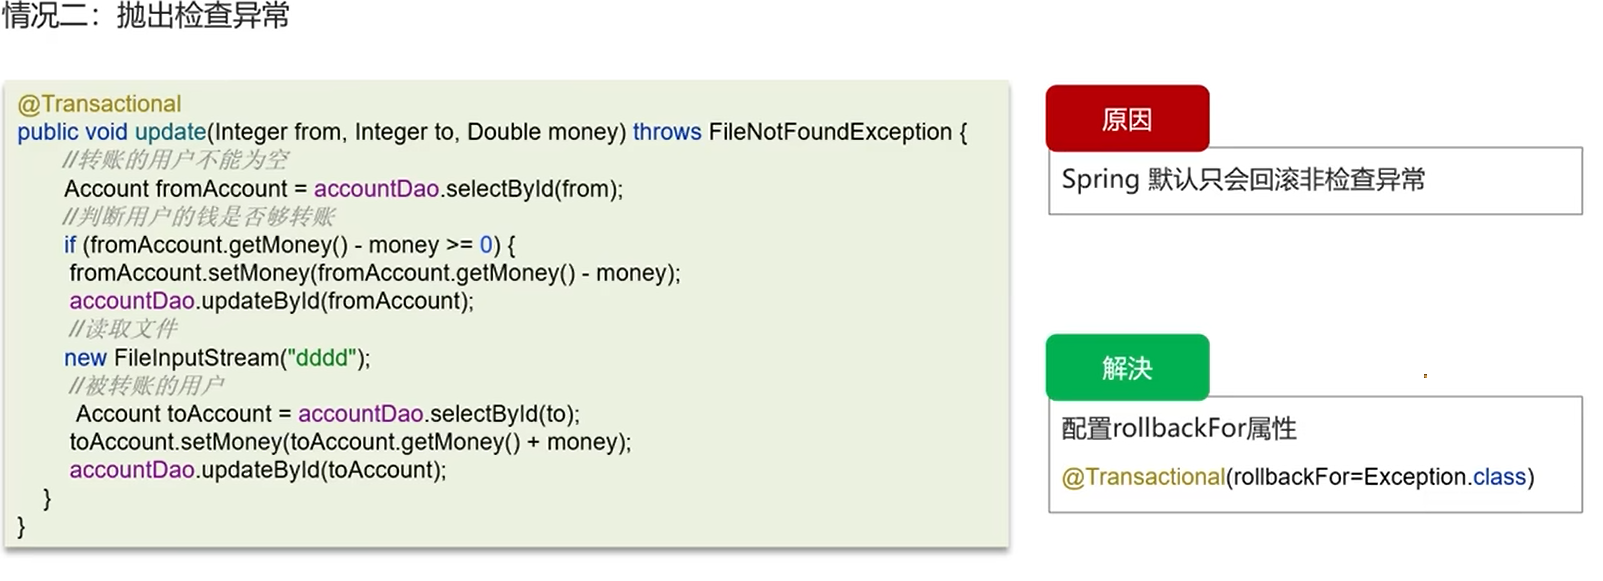 情况二：抛出检查异常
@Transactional
public void update(Integer from, Integer to, Double money) throws FileNotFoundException {
//转账的用户不能为空
Account fromAccount = accountDao.selectById(from);
//判断用户的钱是否够转账
if (fromAccount.getMoney() - money >= 0) {
fromAccount.setMoney(fromAccount.getMoney() - money);
accountDao.updateById(fromAccount);
//读取文件
new FileInputStream("dddd");
//被转账的用户
Account toAccount = accountDao.selectById(to);
toAccount.setMoney(toAccount.getMoney() + money);
accountDao.updateById(toAccount);
}
}
原因
Spring 默认只会回滚非检查异常
解决
配置rollbackFor属性
@Transactional(rollbackFor=Exception.class)